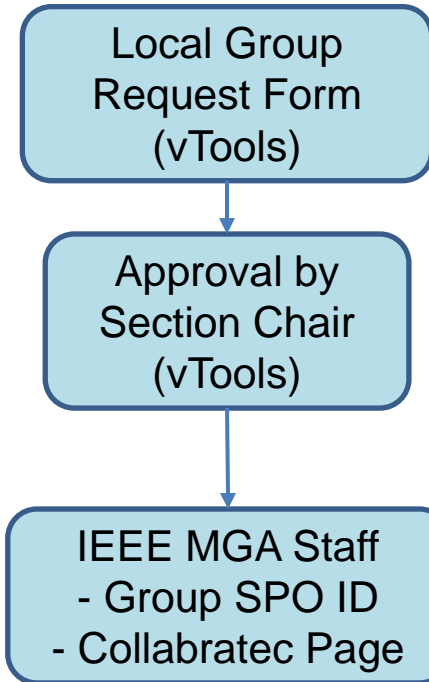 Local Group
Request Form
(vTools)
Approval by
Section Chair
(vTools)
IEEE MGA Staff
- Group SPO ID
- Collabratec Page